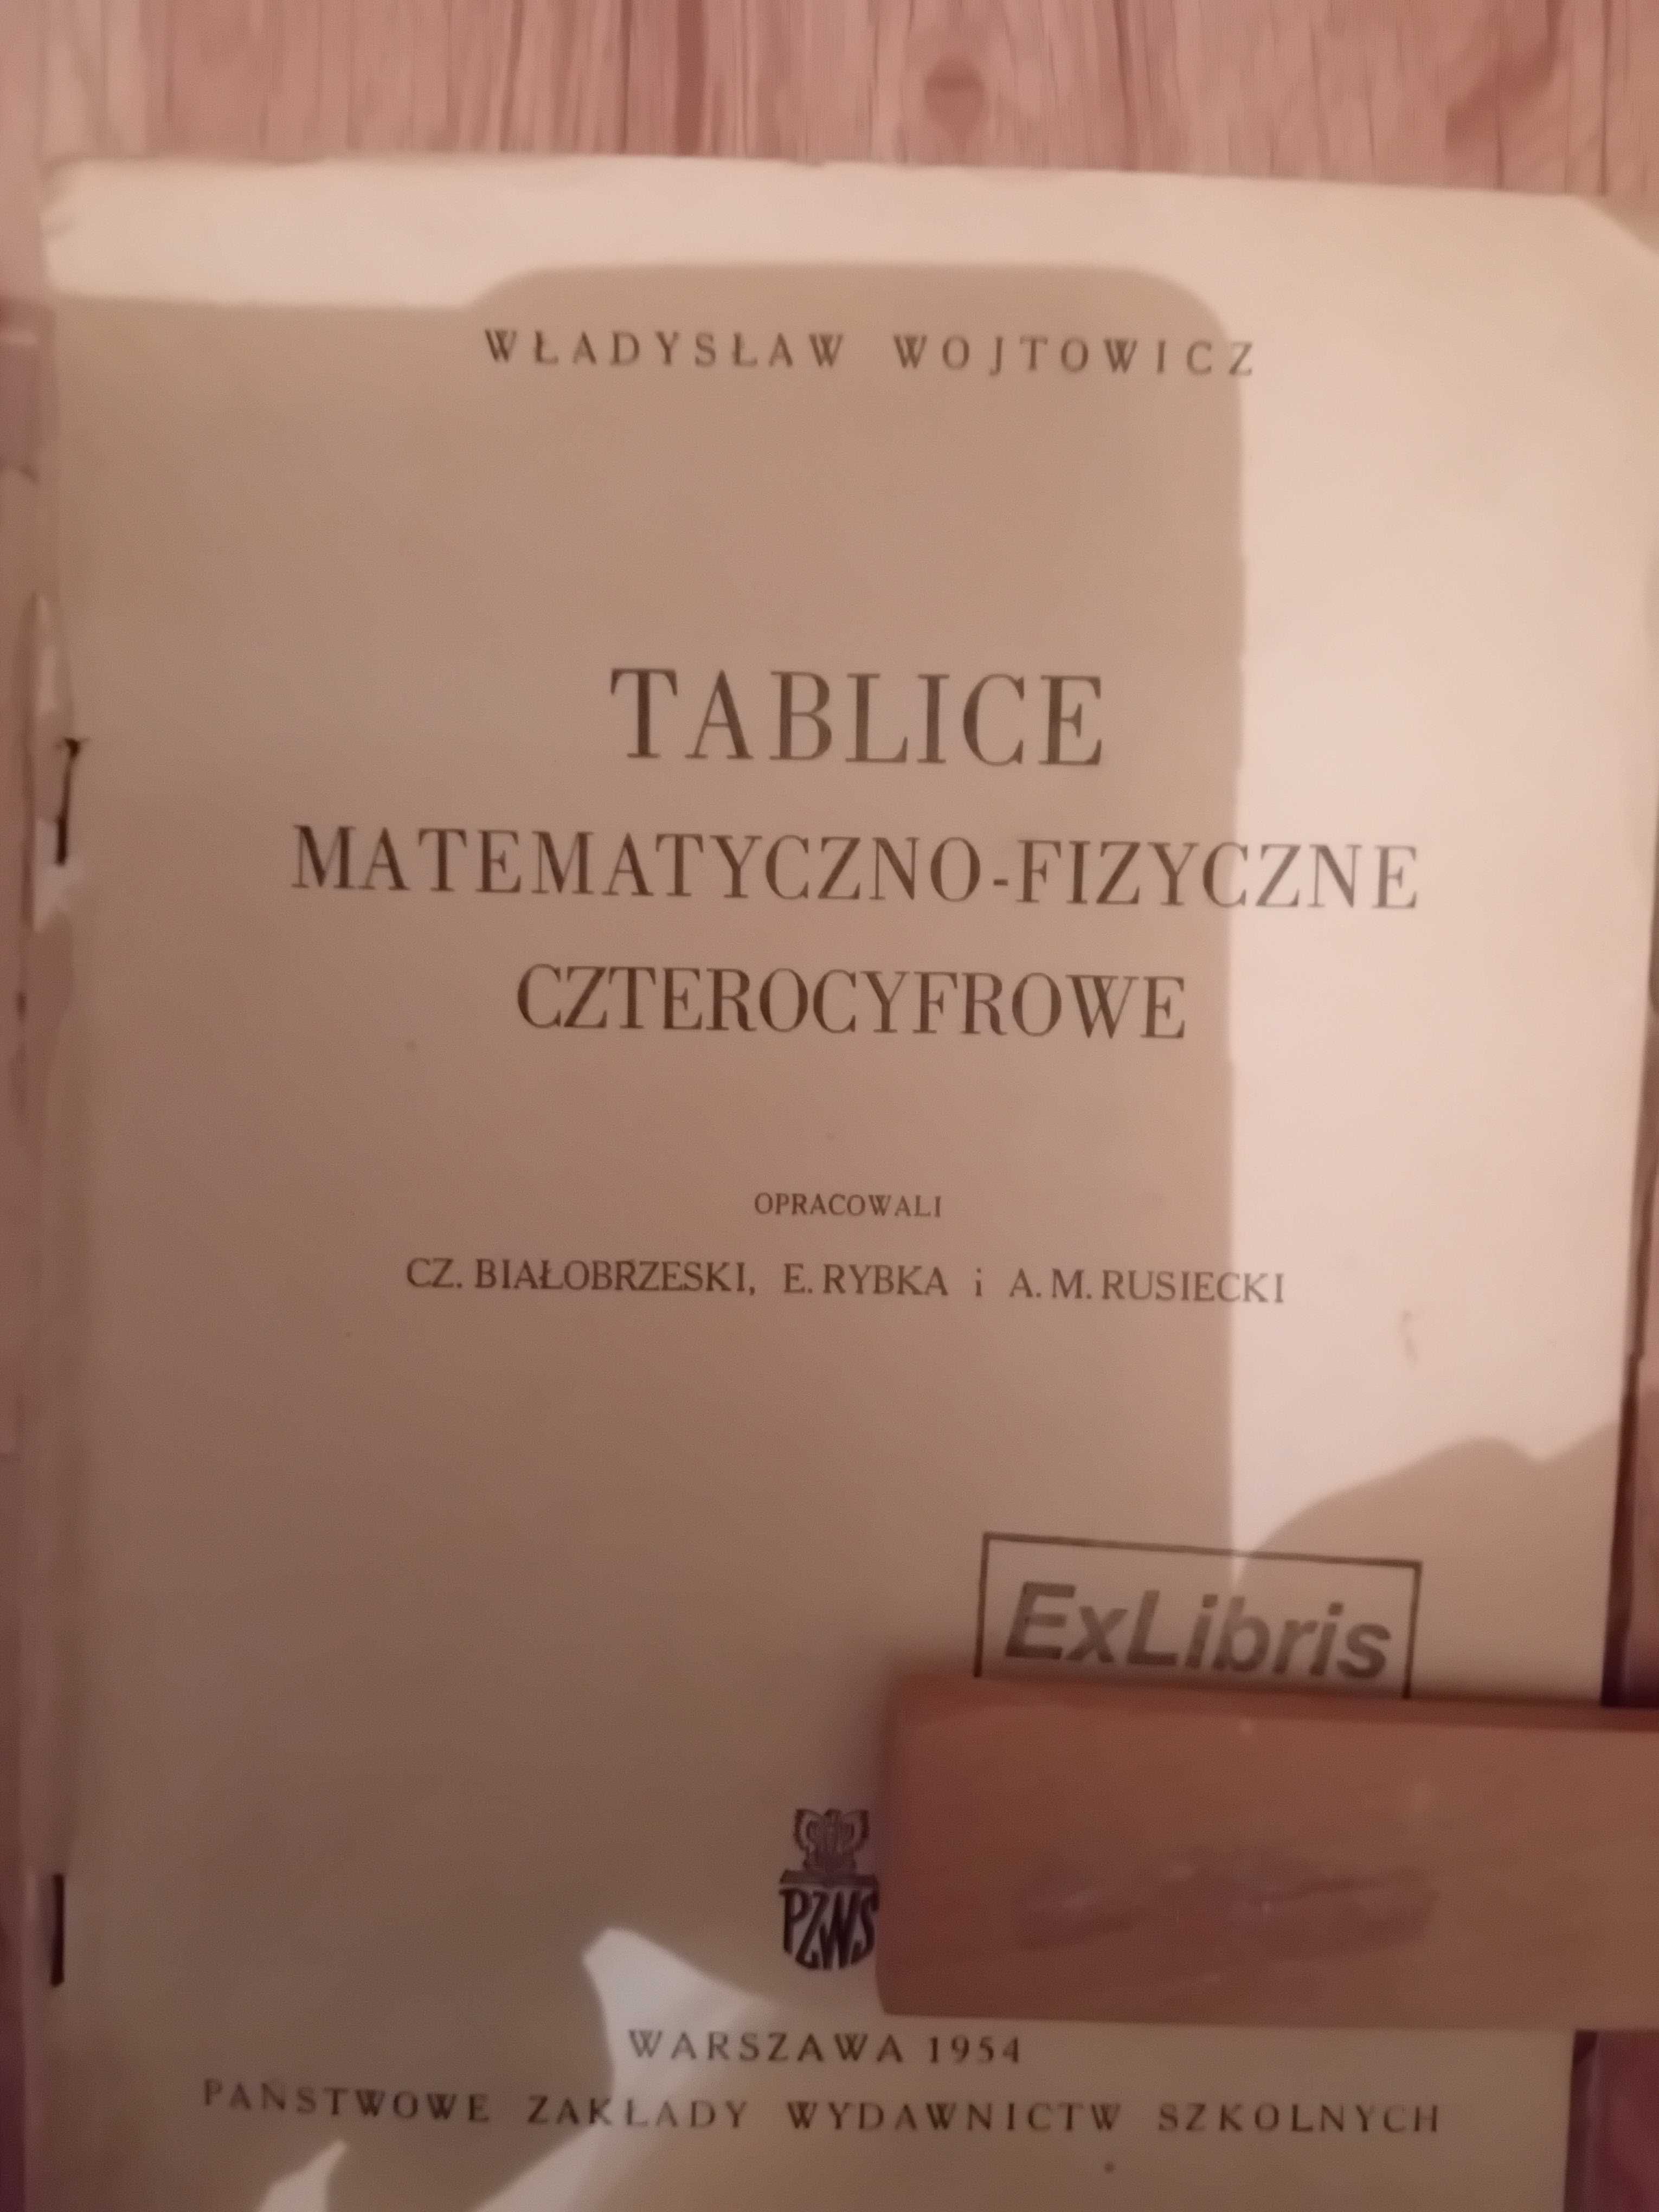 WŁADYSŁAW WOJTOWICZ
TABLICE
MATEMATYCZNO-FIZYCZNE
CZTEROCYFROWE
OPRACOWALI
CZ. BIAŁOBRZESKI, E. RYBKA i A. M. RUSIECKI
ExLibris
PZWS
WARSZAWA 1954
PAŃSTWOWE ZAKŁADY WYDAWNICTW SZKOLNYCH